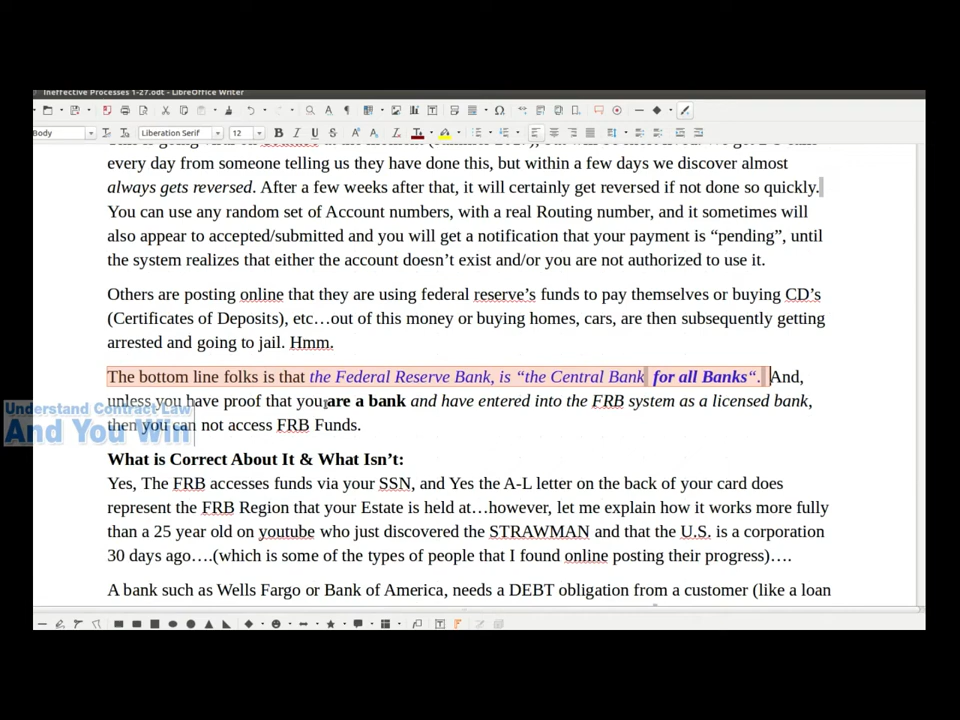 Ineffective Processes 1-27.odt - LibreOffice Writer
Body
Liberation Serif
12
every day from someone telling us they have done this, but within a few days we discover almost
always gets reversed. After a few weeks after that, it will certainly get reversed if not done so quickly.
You can use any random set of Account numbers, with a real Routing number, and it sometimes will
also appear to accepted/submitted and you will get a notification that your payment is “pending”, until
the system realizes that either the account doesn’t exist and/or you are not authorized to use it.
Others are posting online that they are using federal reserve’s funds to pay themselves or buying CD’s
(Certificates of Deposits), etc…out of this money or buying homes, cars, are then subsequently getting
arrested and going to jail. Hmm.
The bottom line folks is that the Federal Reserve Bank, is “the Central Bank for all Banks“. And,
unless you have proof that you are a bank and have entered into the FRB system as a licensed bank,
then you can not access FRB Funds.
Understand Contract Law
And You Win
What is Correct About It & What Isn’t:
Yes, The FRB accesses funds via your SSN, and Yes the A-L letter on the back of your card does
represent the FRB Region that your Estate is held at…however, let me explain how it works more fully
than a 25 year old on youtube who just discovered the STRAWMAN and that the U.S. is a corporation
30 days ago….(which is some of the types of people that I found online posting their progress)….
A bank such as Wells Fargo or Bank of America, needs a DEBT obligation from a customer (like a loan